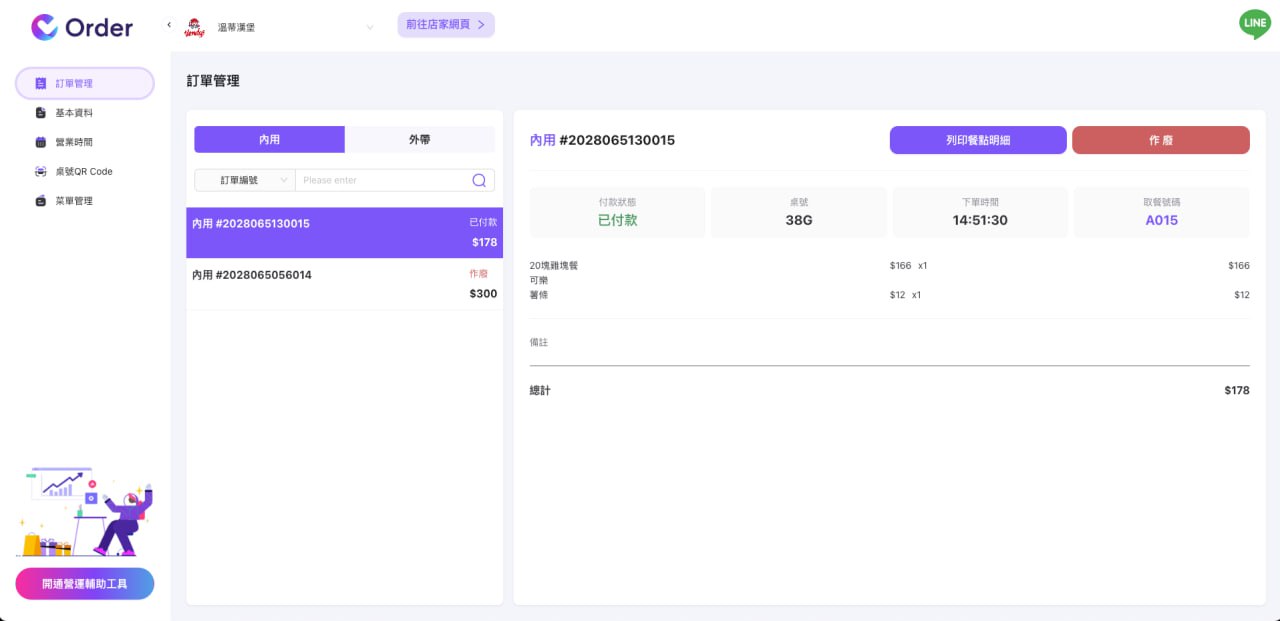 Order
溫蒂漢堡
前往店家網頁
LINE
訂單管理
基本資料
營業時間
桌號QR Code
菜單管理
開通營運輔助工具
訂單管理
內用
外帶
訂單編號
Please enter
內用 #2028065130015
已付款
$178
內用 #2028065056014
作廢
$300
內用 #2028065130015
列印餐點明細
作 廢
付款狀態
已付款
桌號
38G
下單時間
14:51:30
取餐號碼
A015
20塊雞塊餐 $166 x1 $166
可樂
薯條 $12 x1 $12
備註
總計 $178